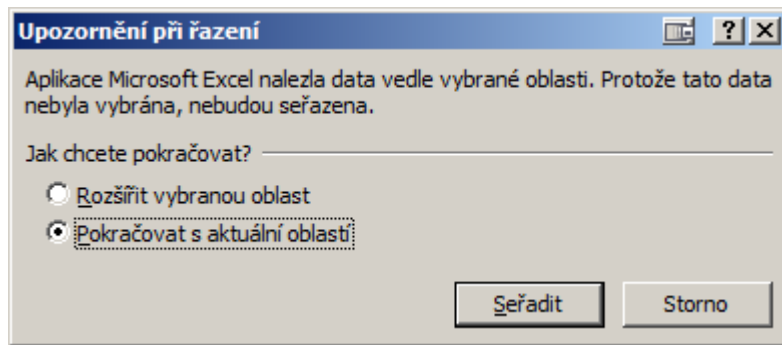 Upozornění při řazení
Aplikace Microsoft Excel nalezla data vedle vybrané oblasti. Protože tato data
nebyla vybrána, nebudou seřazena.
Jak chcete pokračovat?
Rozšířit vybranou oblast
Pokračovat s aktuální oblastí
Seřadit
Storno